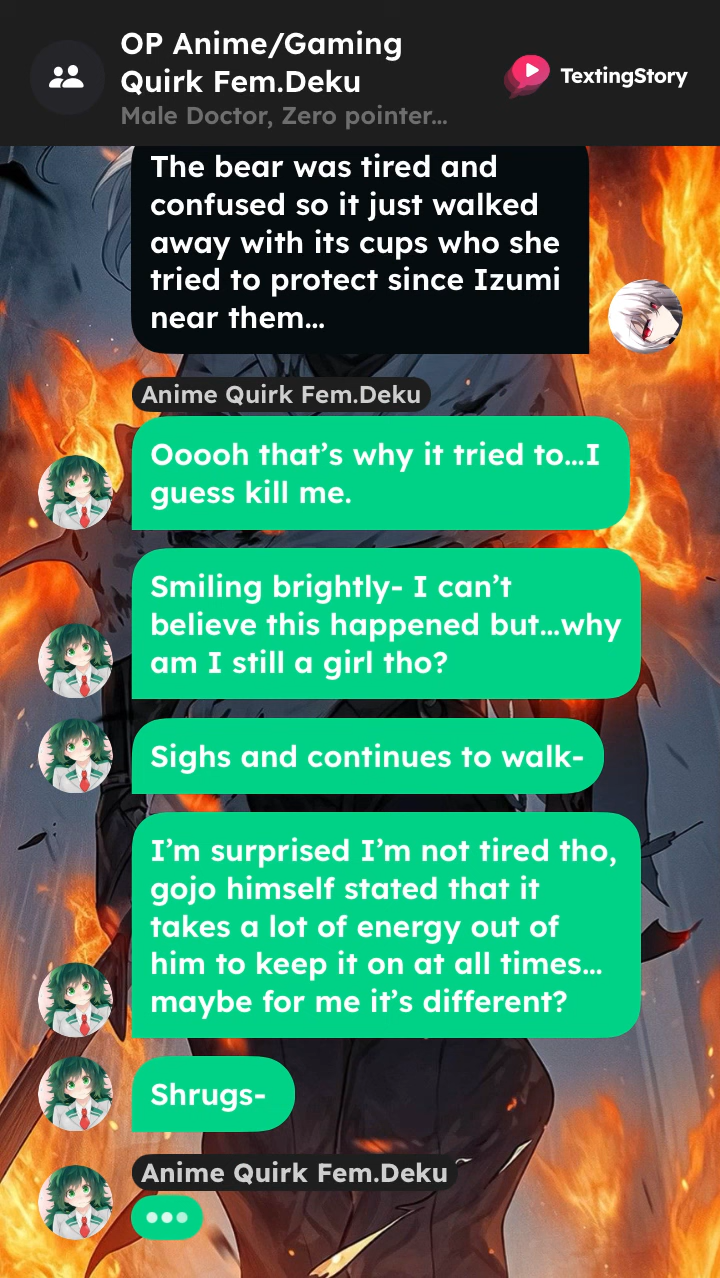 OP Anime/Gaming
Quirk Fem.Deku
Male Doctor, Zero pointer...
TextingStory
The bear was tired and
confused so it just walked
away with its cups who she
tried to protect since Izumi
near them...
Anime Quirk Fem.Deku
Ooooh that’s why it tried to...I
guess kill me.
Smiling brightly- I can’t
believe this happened but...why
am I still a girl tho?
Sighs and continues to walk-
I’m surprised I’m not tired tho,
gojo himself stated that it
takes a lot of energy out of
him to keep it on at all times...
maybe for me it’s different?
Shrugs-
Anime Quirk Fem.Deku